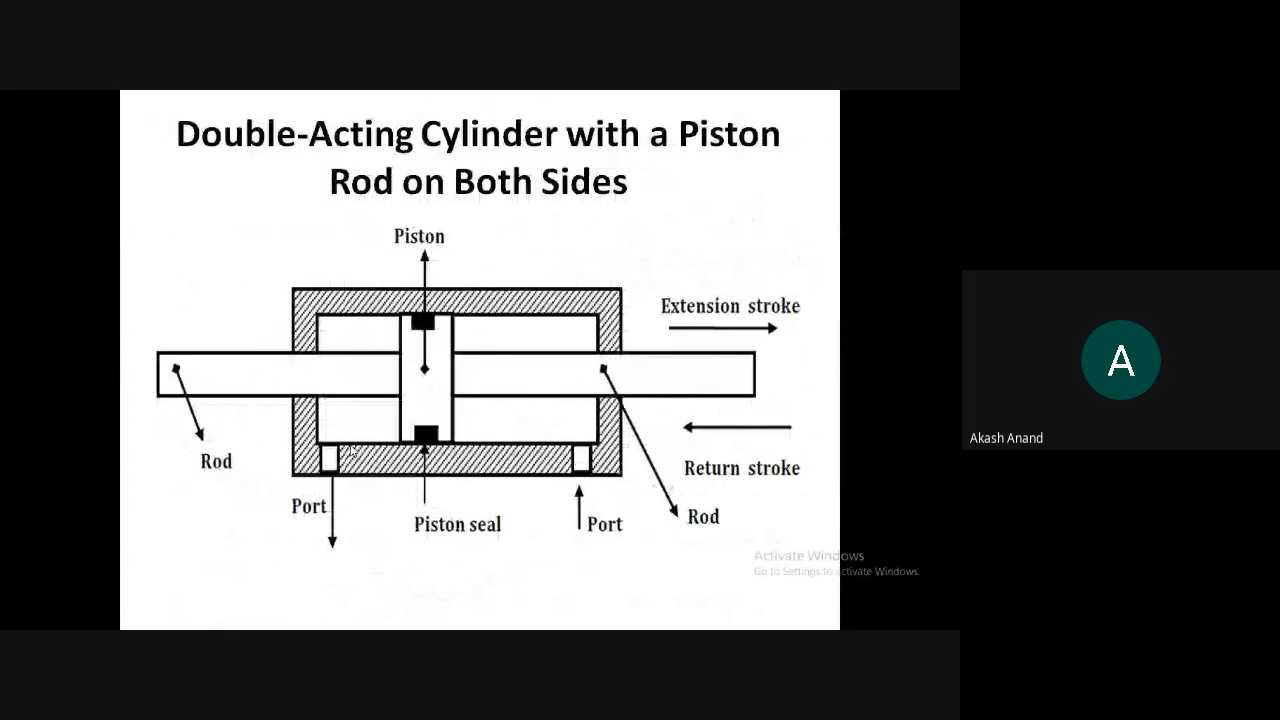 Double-Acting Cylinder with a Piston
Rod on Both Sides
Piston
Extension stroke
Rod
Return stroke
Port
Piston seal
Port
Rod
Activate Windows
Go to Settings to activate Windows.
A
Akash Anand